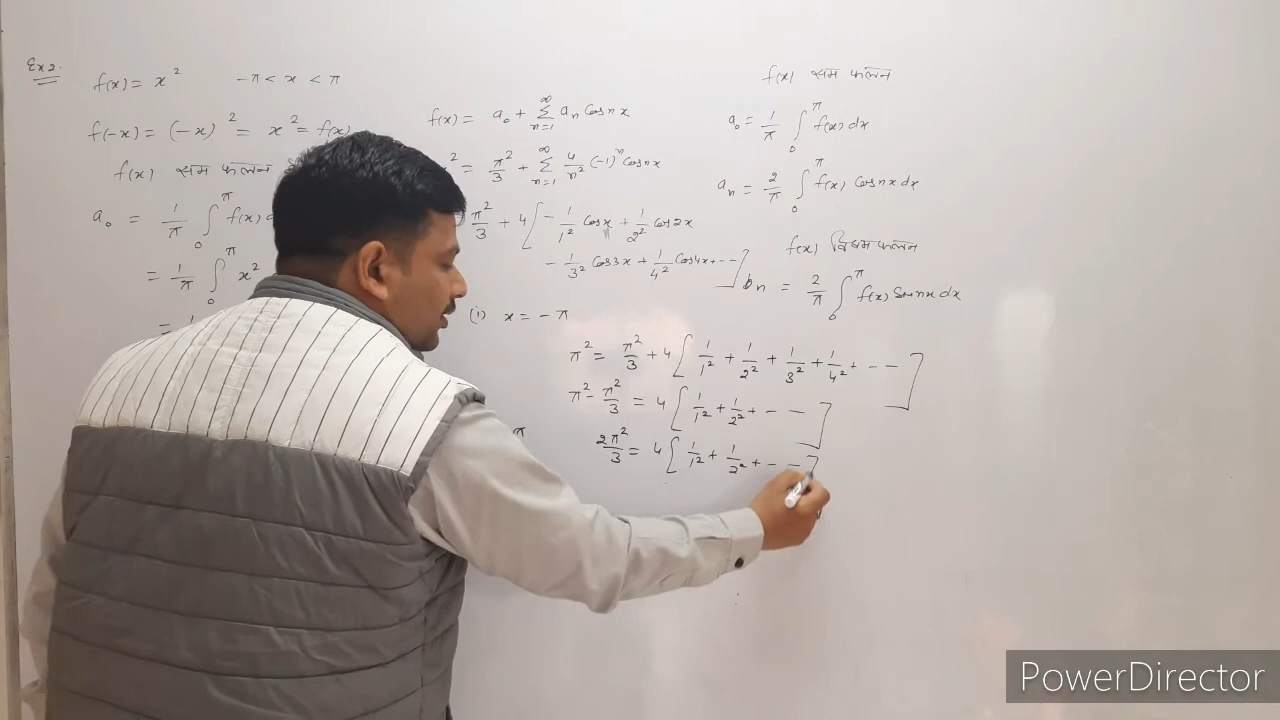 Ex 2.
f(x) = x² -π < x < π
f(-x) = (-x)² = x² = f(x)
f(x) सम फलन
a₀ = 1/π ∫₀^π f(x)
= 1/π ∫₀^π x²
=
f(x) = a₀ + Σ_{n=1}^∞ aₙ Cos nx
² = π²/3 + Σ_{n=1}^∞ 4/n² (-1)ⁿ Cos nx
π²/3 + 4[ - 1/1² Cos x + 1/2² Cos 2x
- 1/3² Cos 3x + 1/4² Cos 4x + - - ]
(i) x = - π
π² = π²/3 + 4[ 1/1² + 1/2² + 1/3² + 1/4² + - - ]
π² - π²/3 = 4[ 1/1² + 1/2² + - - ]
2π²/3 = 4[ 1/1² + 1/2² + - - ]
f(x) सम फलन
a₀ = 1/π ∫₀^π f(x) dx
aₙ = 2/π ∫₀^π f(x) Cos nx dx
f(x) विषम फलन
bₙ = 2/π ∫₀^π f(x) Sin nx dx
PowerDirector